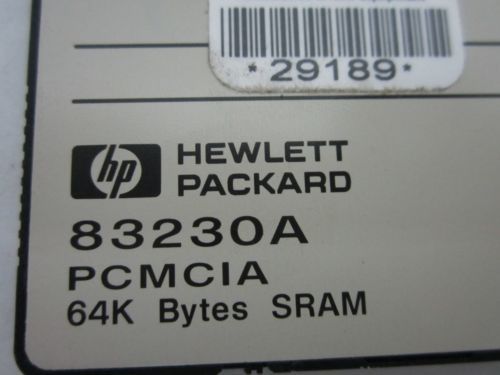 *29189*
hp HEWLETT
PACKARD
83230A
PCMCIA
64K Bytes SRAM